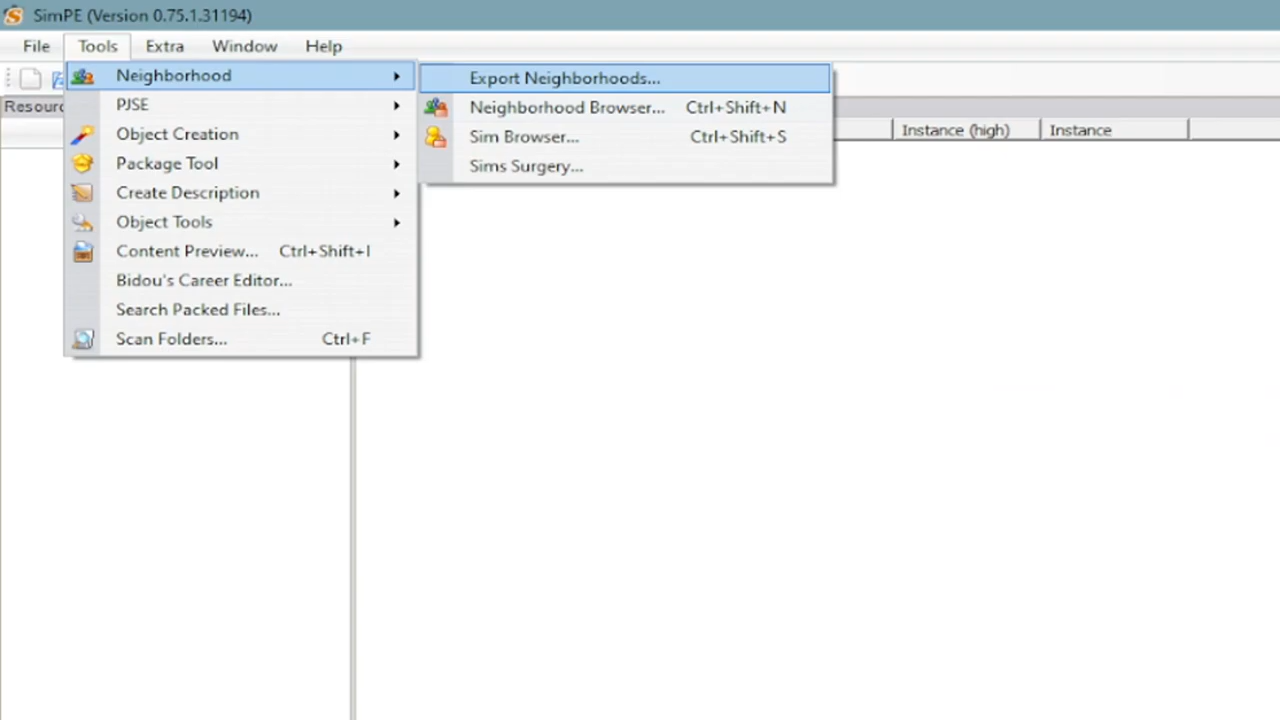 SimPE (Version 0.75.1.31194)
File Tools Extra Window Help
Neighborhood
Export Neighborhoods...
Resourc
PJSE
Neighborhood Browser... Ctrl+Shift+N
Instance (high) Instance
Object Creation
Sim Browser... Ctrl+Shift+S
Package Tool
Sims Surgery...
Create Description
Object Tools
Content Preview... Ctrl+Shift+I
Bidou's Career Editor...
Search Packed Files...
Scan Folders... Ctrl+F